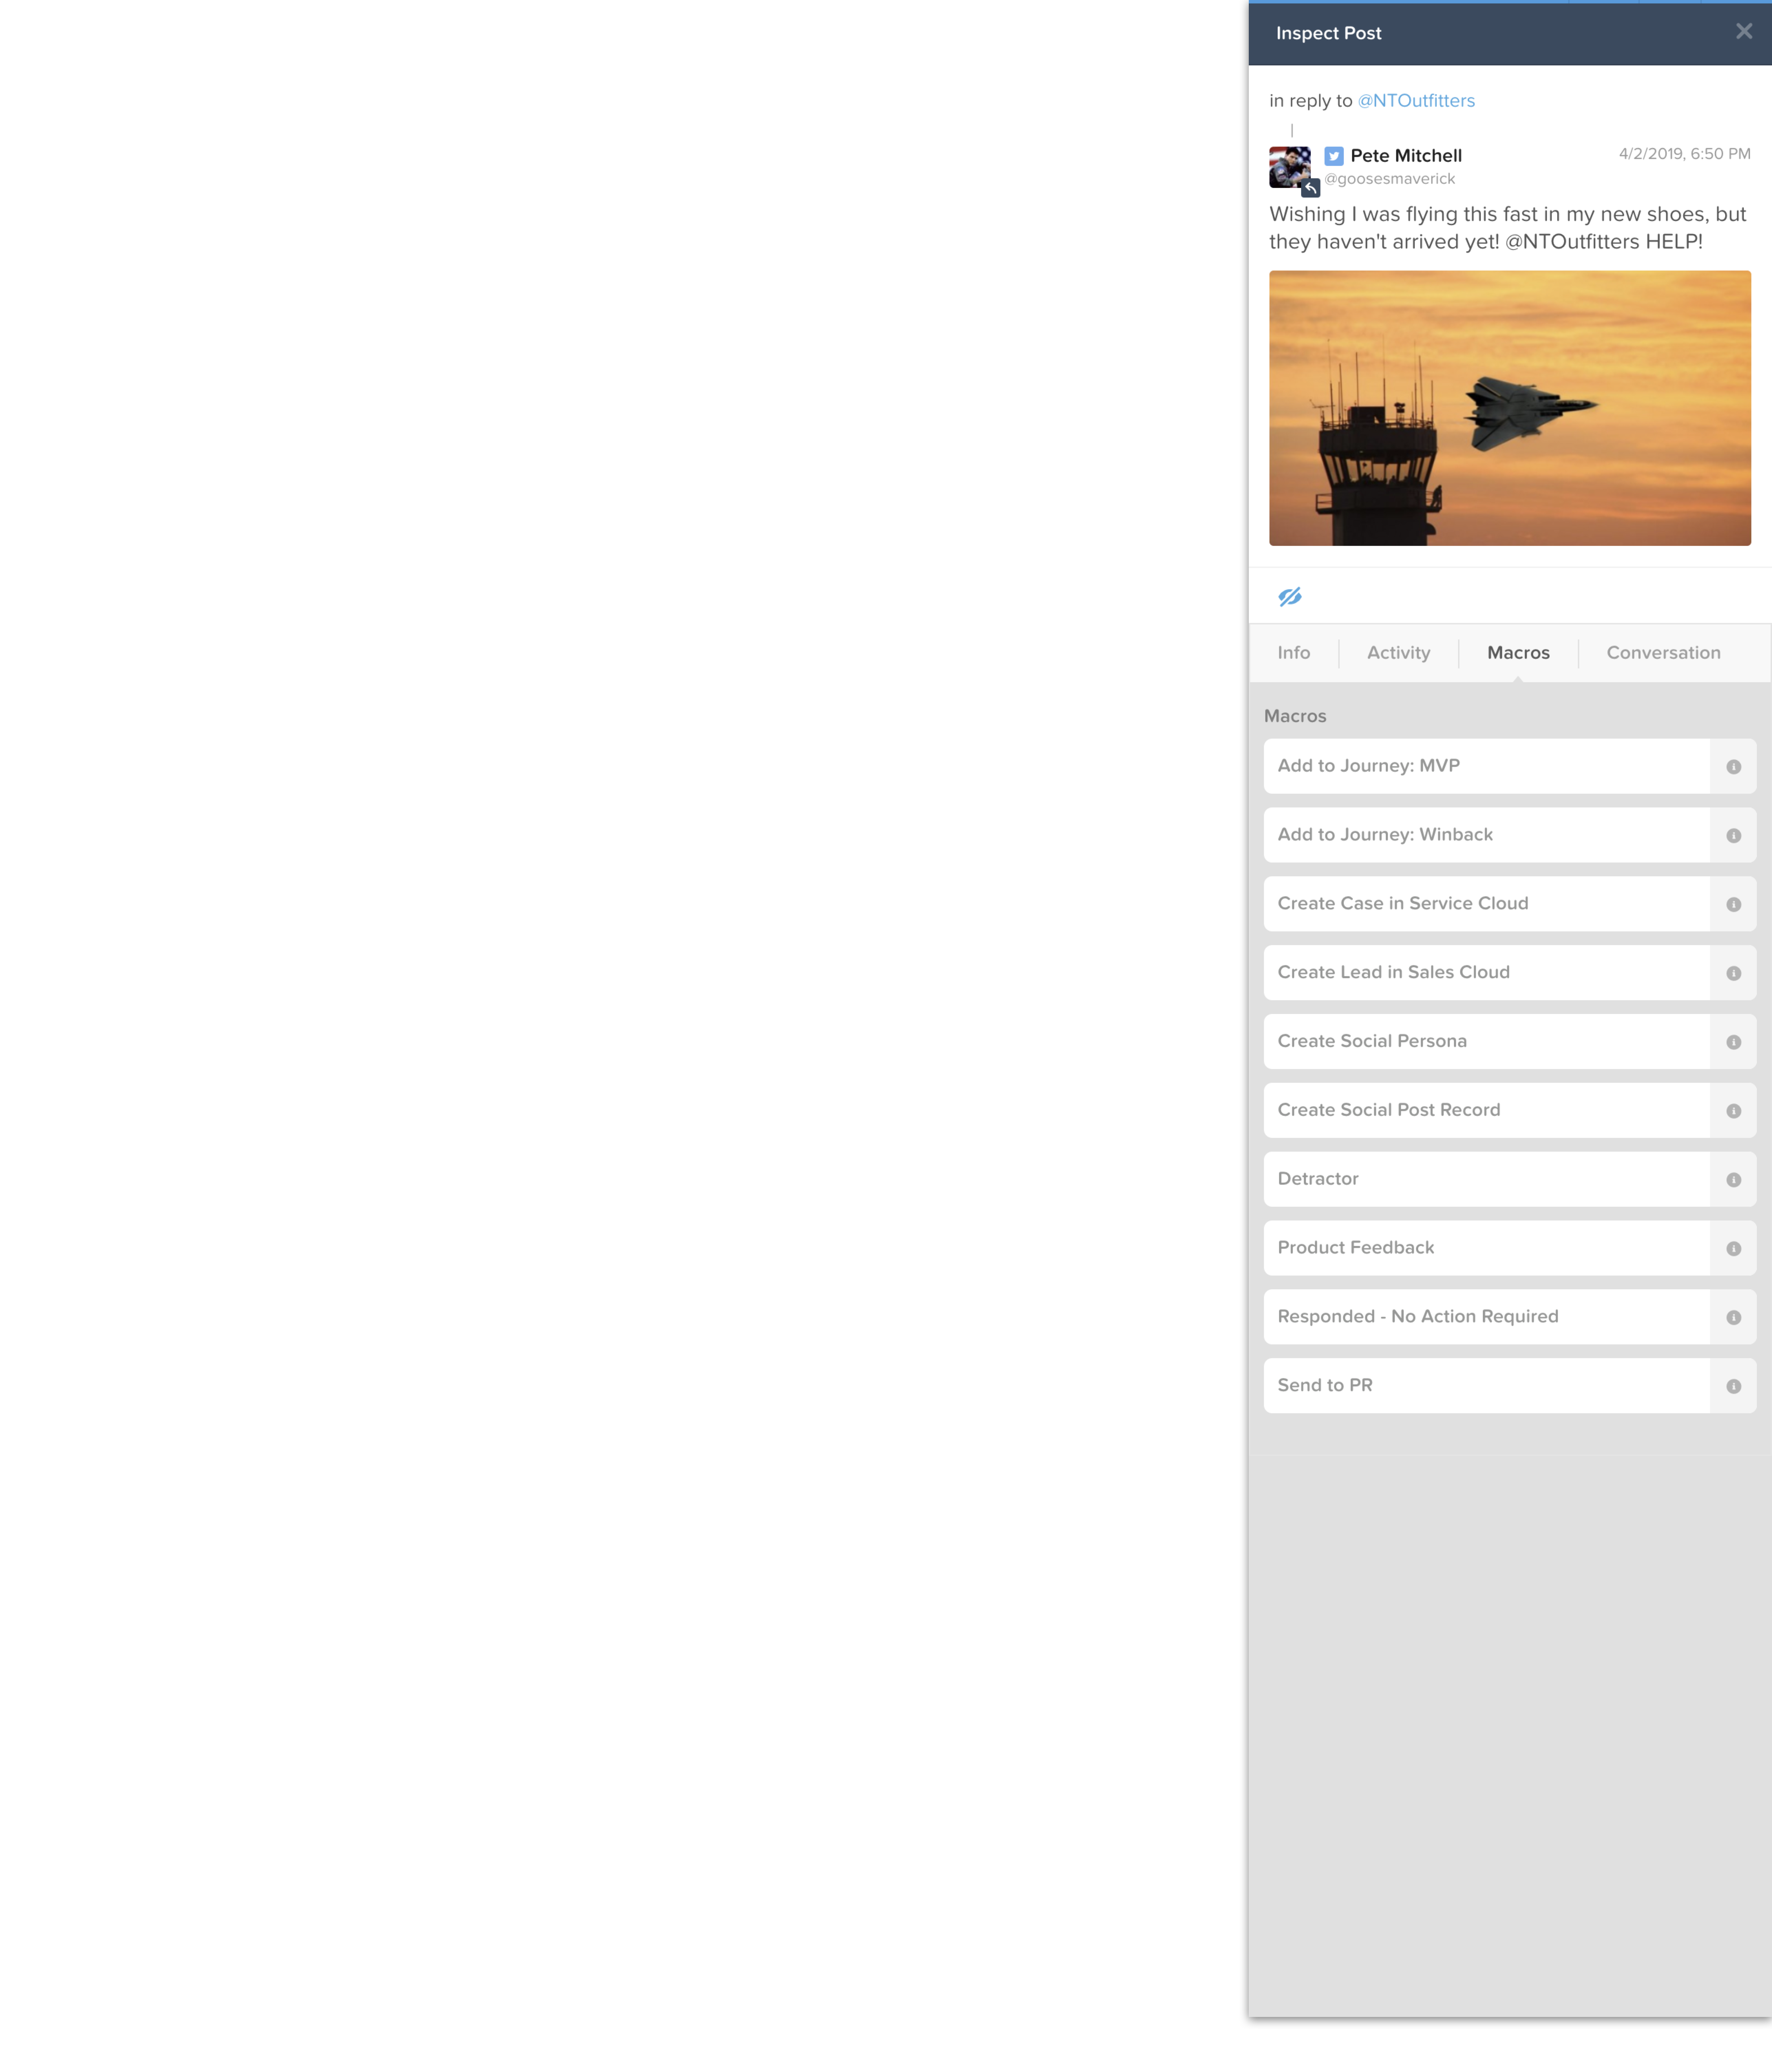 Inspect Post
in reply to @NTOutfitters
Pete Mitchell
4/2/2019, 6:50 PM
@goosesmaverick
Wishing I was flying this fast in my new shoes, but
they haven't arrived yet! @NTOutfitters HELP!
Info
Activity
Macros
Conversation
Macros
Add to Journey: MVP
Add to Journey: Winback
Create Case in Service Cloud
Create Lead in Sales Cloud
Create Social Persona
Create Social Post Record
Detractor
Product Feedback
Responded - No Action Required
Send to PR